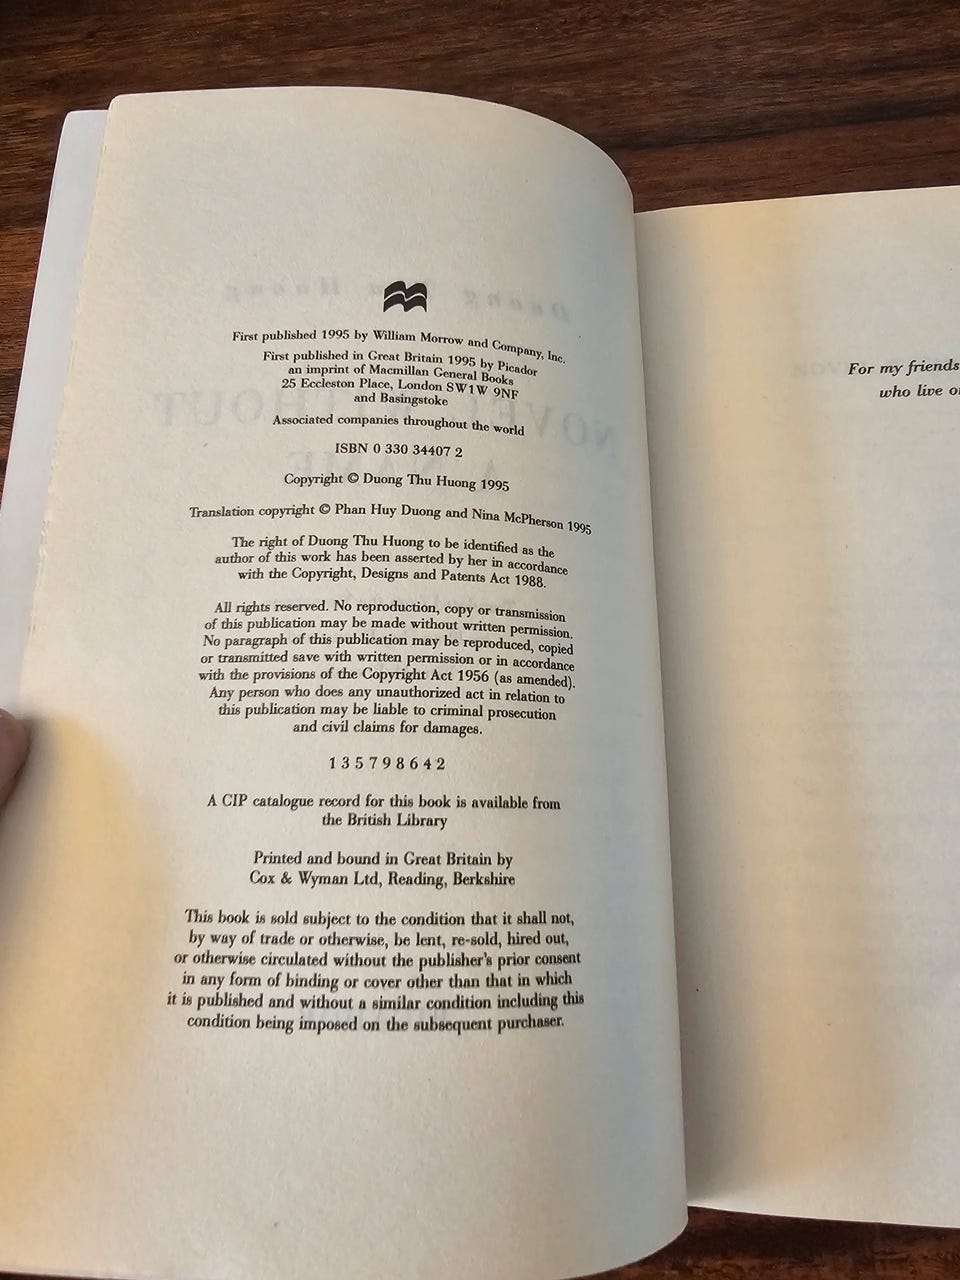 First published 1995 by William Morrow and Company, Inc.
First published in Great Britain 1995 by Picador
an imprint of Macmillan General Books
25 Eccleston Place, London SW1W 9NF
and Basingstoke
Associated companies throughout the world
ISBN 0 330 34407 2
Copyright © Duong Thu Huong 1995
Translation copyright © Phan Huy Duong and Nina McPherson 1995
The right of Duong Thu Huong to be identified as the
author of this work has been asserted by her in accordance
with the Copyright, Designs and Patents Act 1988.
All rights reserved. No reproduction, copy or transmission
of this publication may be made without written permission.
No paragraph of this publication may be reproduced, copied
or transmitted save with written permission or in accordance
with the provisions of the Copyright Act 1956 (as amended).
Any person who does any unauthorized act in relation to
this publication may be liable to criminal prosecution
and civil claims for damages.
1 3 5 7 9 8 6 4 2
A CIP catalogue record for this book is available from
the British Library
Printed and bound in Great Britain by
Cox & Wyman Ltd, Reading, Berkshire
This book is sold subject to the condition that it shall not,
by way of trade or otherwise, be lent, re-sold, hired out,
or otherwise circulated without the publisher's prior consent
in any form of binding or cover other than that in which
it is published and without a similar condition including this
condition being imposed on the subsequent purchaser.
For my friends
who live